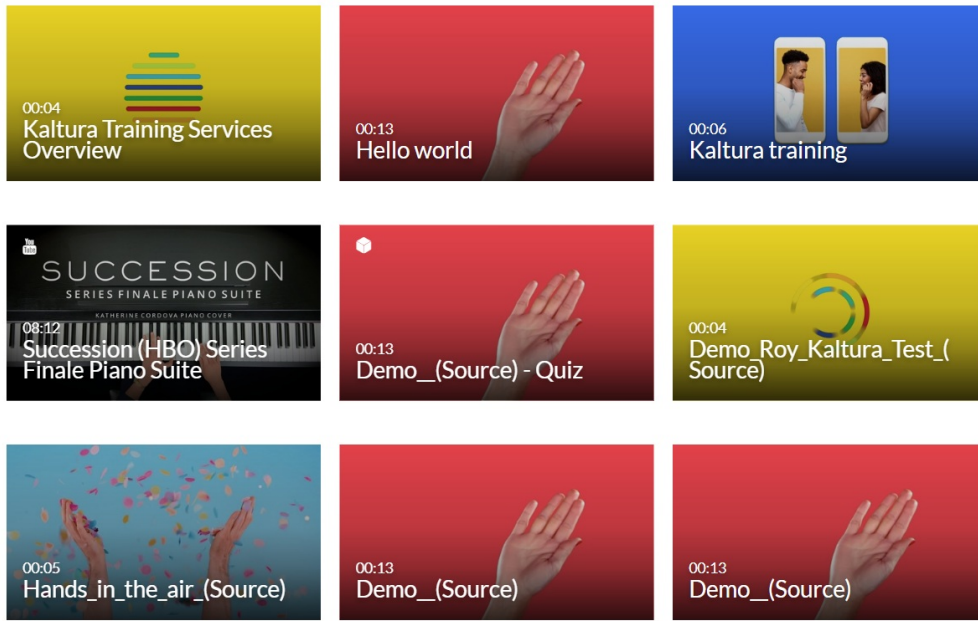 00:04
Kaltura Training Services
Overview
00:13
Hello world
00:06
Kaltura training
You
Tube
SUCCESSION
SERIES FINALE PIANO SUITE
KATHERINE CORDOVA PIANO COVER
08:12
Succession (HBO) Series
Finale Piano Suite
00:13
Demo__(Source) - Quiz
00:04
Demo_Roy_Kaltura_Test_(
Source)
00:05
Hands_in_the_air_(Source)
00:13
Demo__(Source)
00:13
Demo__(Source)